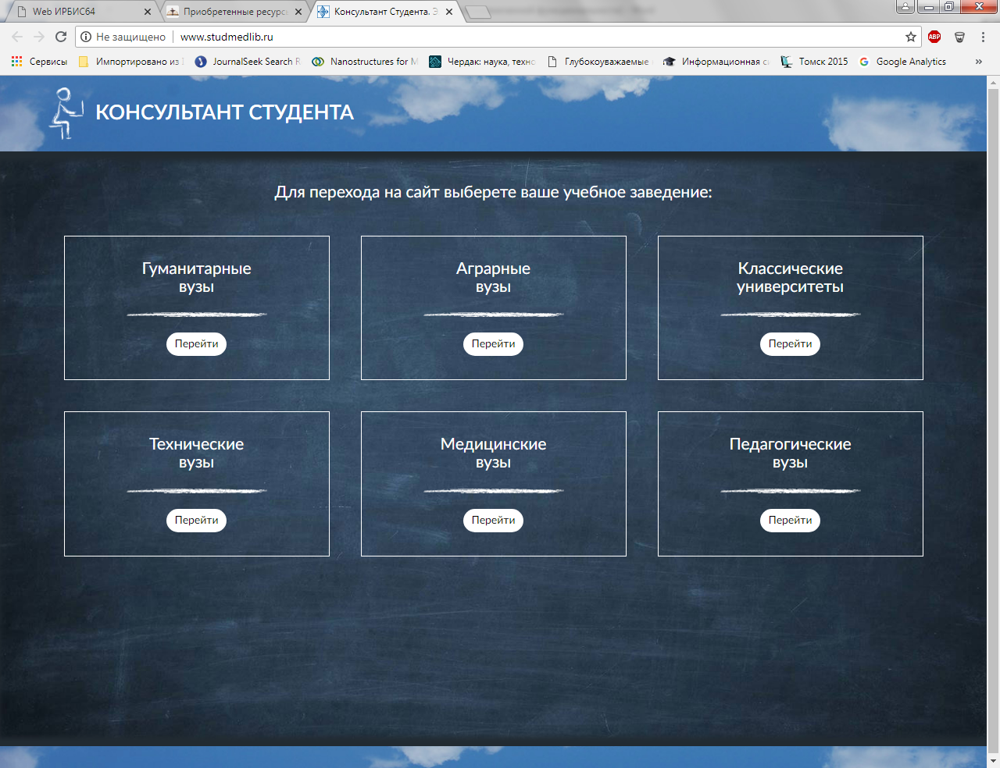 Web ИРБИС64
Приобретенные ресурс
Консультант Студента. Э
Не защищено
www.studmedlib.ru
ABP
Сервисы
Импортировано из
JournalSeek Search R
Nanostructures for M
Чердак: наука, техно
Глубокоуважаемые
Информационная с
Томск 2015
Google Analytics
»
КОНСУЛЬТАНТ СТУДЕНТА
Для перехода на сайт выберете ваше учебное заведение:
Гуманитарные
вузы
Перейти
Аграрные
вузы
Перейти
Классические
университеты
Перейти
Технические
вузы
Перейти
Медицинские
вузы
Перейти
Педагогические
вузы
Перейти